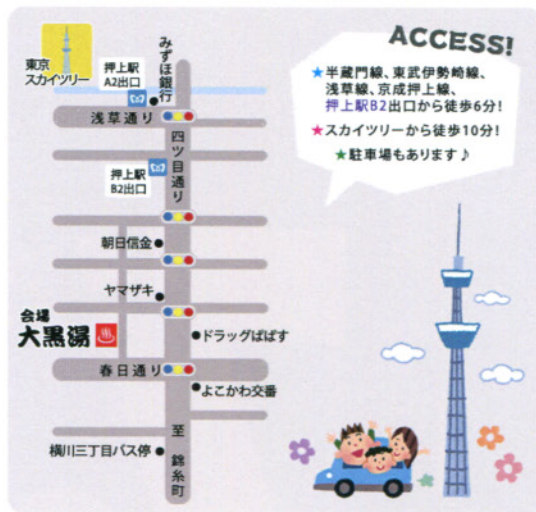 ACCESS!
★半蔵門線、東武伊勢崎線、
浅草線、京成押上線、
押上駅B2出口から徒歩6分!
★スカイツリーから徒歩10分!
★駐車場もあります♪
東京
スカイツリー
押上駅
A2出口
みずほ銀行
浅草通り
四ツ目通り
押上駅
B2出口
朝日信金
ヤマザキ
会場
大黒湯
ドラッグぱぱす
春日通り
よこかわ交番
横川三丁目バス停
至 錦糸町